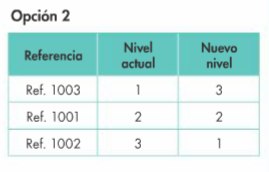 Opción 2
Referencia Nivel actual Nuevo nivel
Ref. 1003 1 3
Ref. 1001 2 2
Ref. 1002 3 1